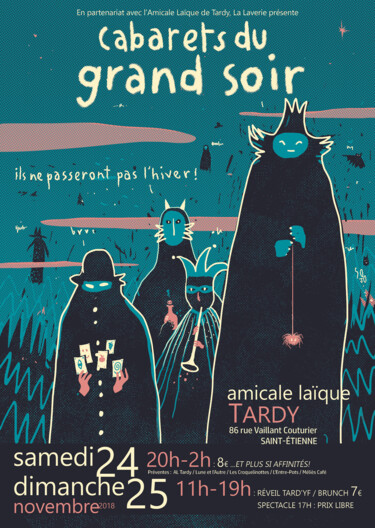 En partenariat avec l'Amicale Laïque de Tardy, La Laverie présente
cabarets du
grand soir
ils ne passeront pas l'hiver!
amicale laïque
TARDY
86 rue Vaillant Couturier
SAINT-ÉTIENNE
samedi 24 20h-2h : 8€ ...ET PLUS SI AFFINITÉS!
Préventes : AL Tardy / Lune et l'Autre / Les Croquelinottes / L'Entre-Pots / Méliès Café
dimanche 25 11h-19h : RÉVEIL TARD'YF / BRUNCH 7€
novembre 2018 SPECTACLE 17H : PRIX LIBRE